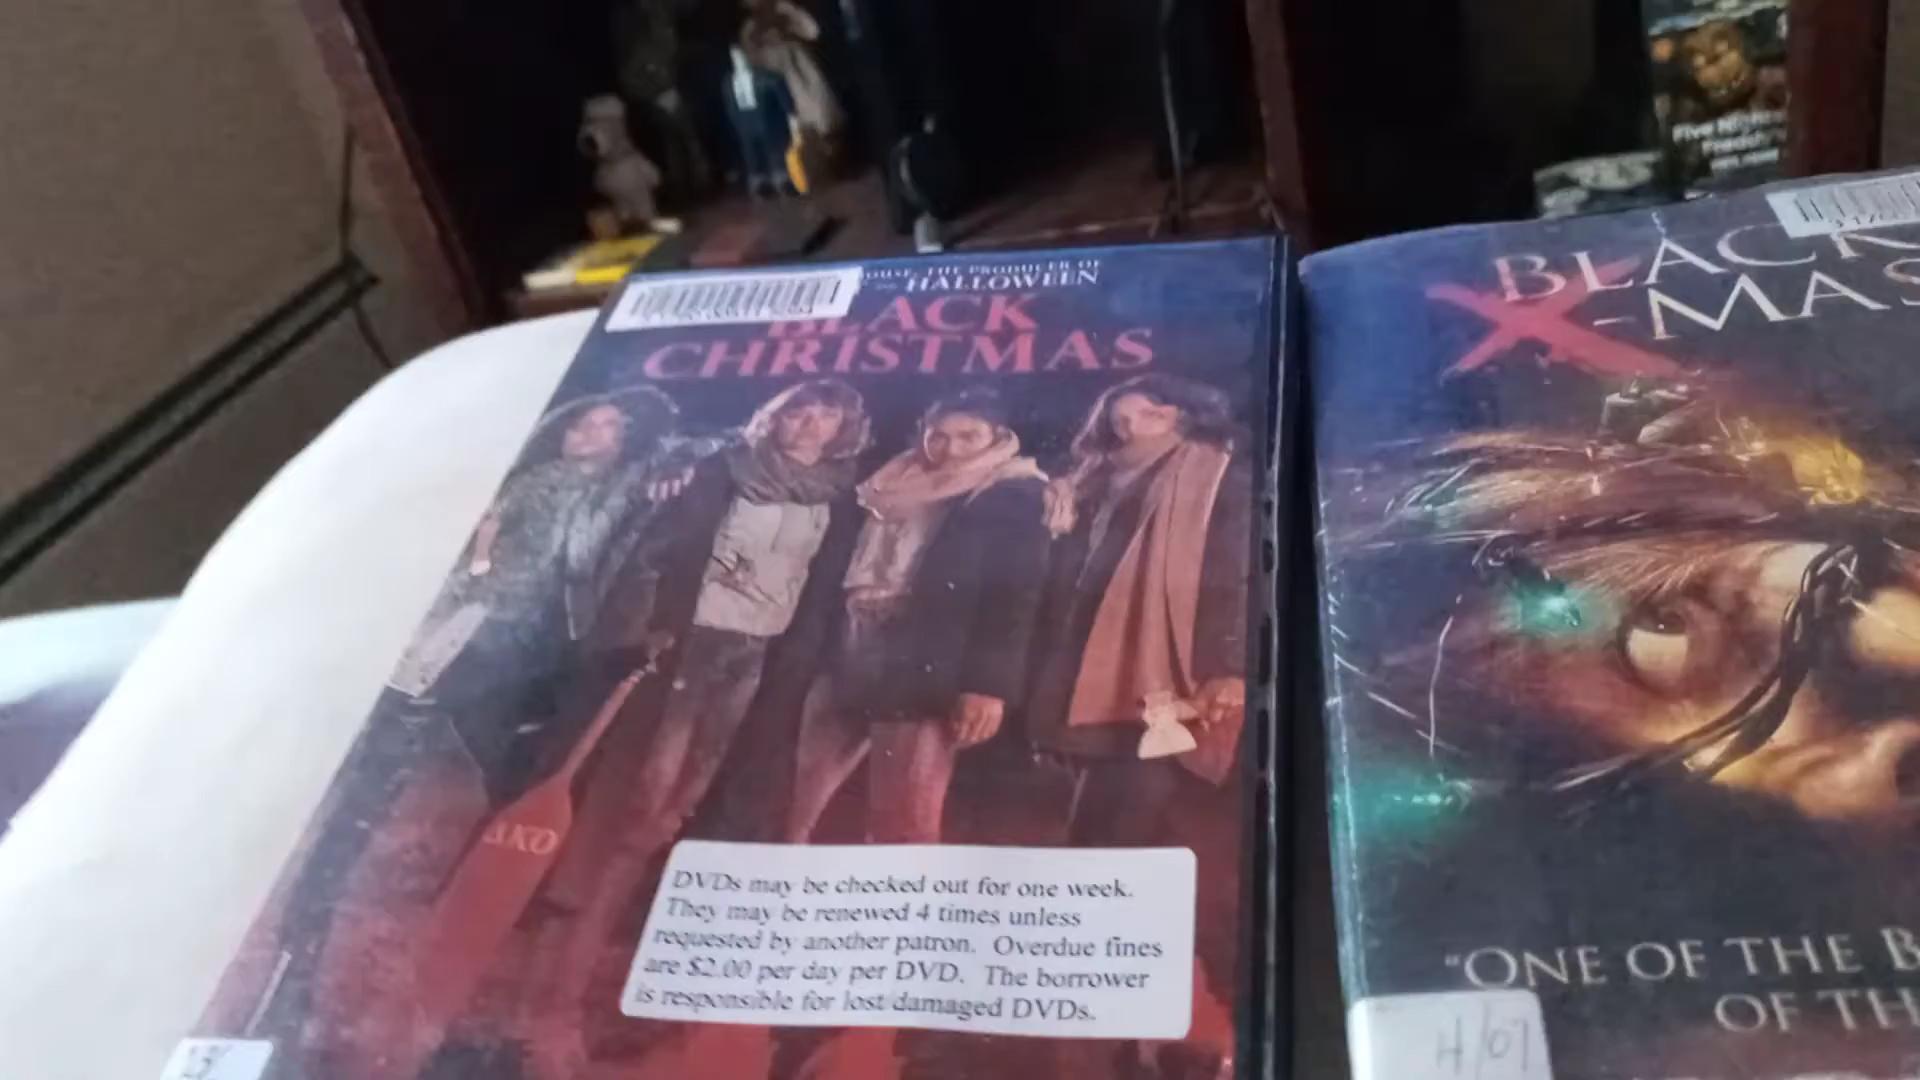 THE PRODUCER OF
HALLOWEEN
BLACK
CHRISTMAS
ΔKO
DVDs may be checked out for one week.
They may be renewed 4 times unless
requested by another patron. Overdue fines
are $2.00 per day per DVD. The borrower
is responsible for lost/damaged DVDs.
BLACK
X-MAS
"ONE OF THE B
OF TH
H/07
Five Nights
Freddy's